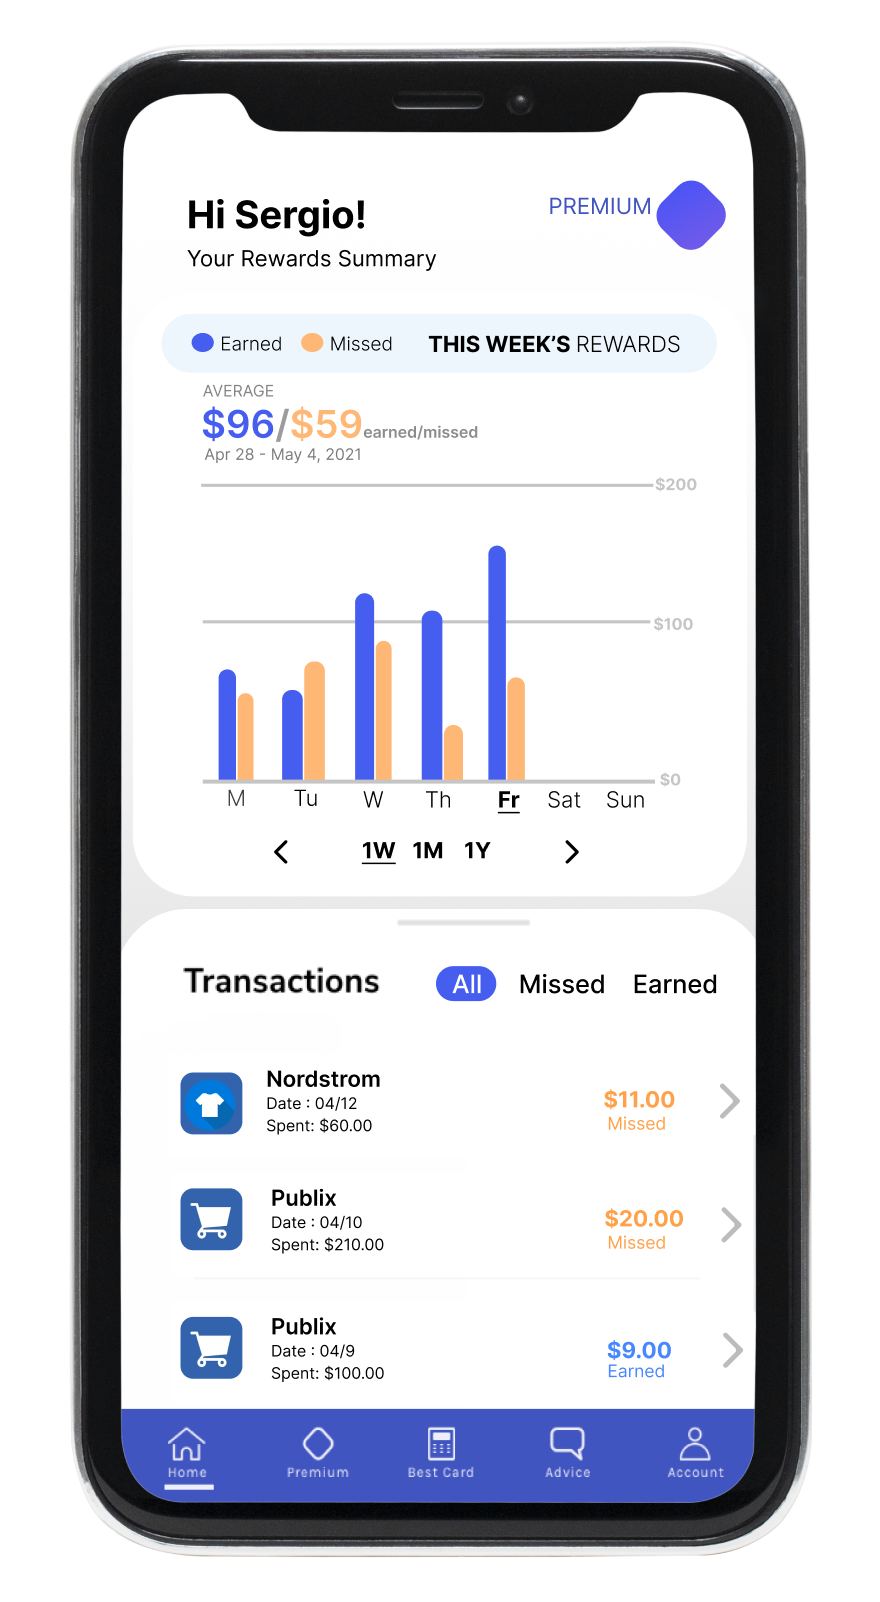 Hi Sergio!
PREMIUM
Your Rewards Summary
Earned Missed THIS WEEK’S REWARDS
AVERAGE
$96/$59earned/missed
Apr 28 - May 4, 2021
$200
$100
$0
M Tu W Th Fr Sat Sun
1W 1M 1Y
Transactions All Missed Earned
Nordstrom
Date : 04/12
Spent: $60.00
$11.00
Missed
Publix
Date : 04/10
Spent: $210.00
$20.00
Missed
Publix
Date : 04/9
Spent: $100.00
$9.00
Earned
Home Premium Best Card Advice Account